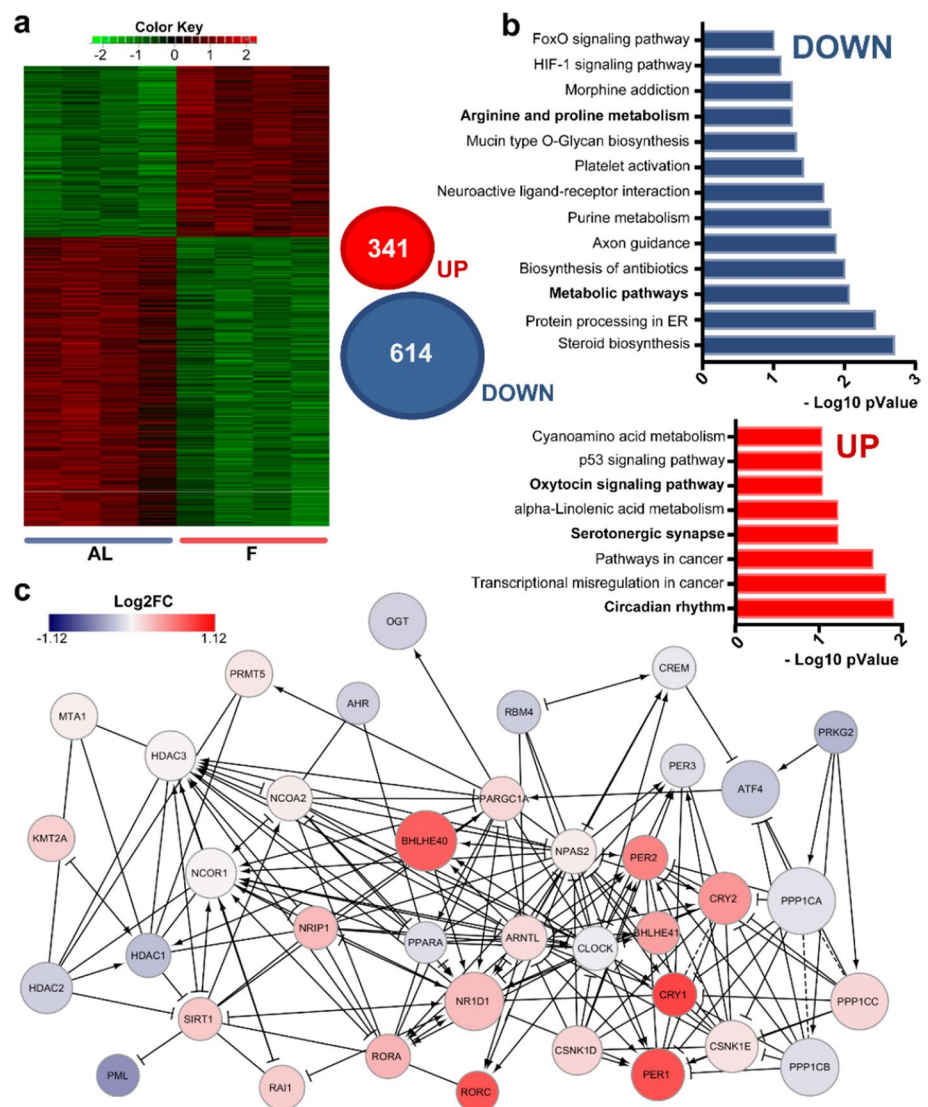 a
Color Key
-2 -1 0 1 2
341
UP
614
DOWN
AL F
b
DOWN
FoxO signaling pathway
HIF-1 signaling pathway
Morphine addiction
Arginine and proline metabolism
Mucin type O-Glycan biosynthesis
Platelet activation
Neuroactive ligand-receptor interaction
Purine metabolism
Axon guidance
Biosynthesis of antibiotics
Metabolic pathways
Protein processing in ER
Steroid biosynthesis
0 1 2 3
- Log10 pValue
UP
Cyanoamino acid metabolism
p53 signaling pathway
Oxytocin signaling pathway
alpha-Linolenic acid metabolism
Serotonergic synapse
Pathways in cancer
Transcriptional misregulation in cancer
Circadian rhythm
0 1 2
- Log10 pValue
c
Log2FC
-1.12 1.12
OGT
PRMT5
CREM
MTA1
AHR
RBM4
PRKG2
HDAC3
PER3
NCOA2
PARGC1A
ATF4
KMT2A
BHLHE40
NPAS2
PER2
NCOR1
CRY2
PPP1CA
NRIP1
PPARA
ARNTL
CLOCK
BHLHE41
HDAC1
HDAC2
NR1D1
CRY1
PPP1CC
SIRT1
RORA
CSNK1D
CSNK1E
PML
RAI1
RORC
PER1
PPP1CB